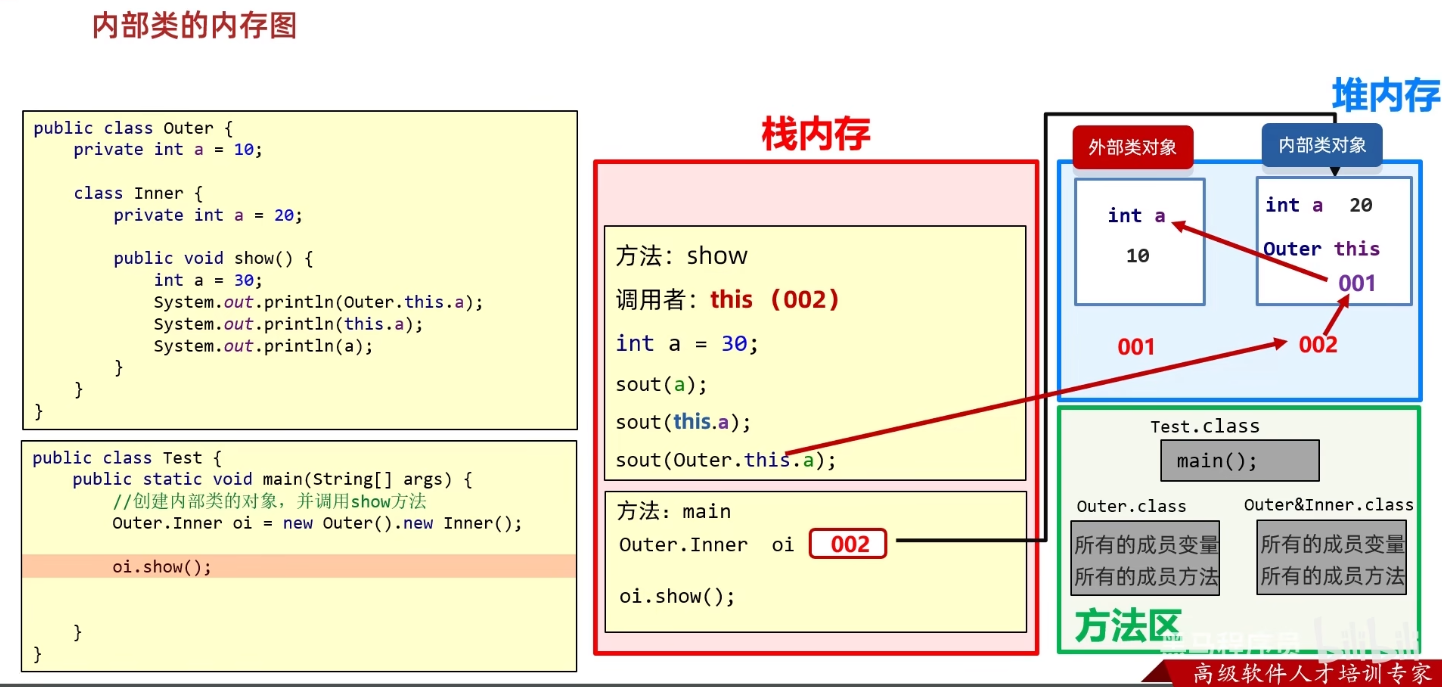 内部类的内存图
public class Outer {
private int a = 10;
class Inner {
private int a = 20;
public void show() {
int a = 30;
System.out.println(Outer.this.a);
System.out.println(this.a);
System.out.println(a);
}
}
}
public class Test {
public static void main(String[] args) {
//创建内部类的对象，并调用show方法
Outer.Inner oi = new Outer().new Inner();
oi.show();
}
}
栈内存
方法：show
调用者：this（002）
int a = 30;
sout(a);
sout(this.a);
sout(Outer.this.a);
方法：main
Outer.Inner oi 002
oi.show();
堆内存
外部类对象
int a
10
001
内部类对象
int a 20
Outer this
001
002
Test.class
main();
Outer.class
所有的成员变量
所有的成员方法
Outer&Inner.class
所有的成员变量
所有的成员方法
方法区
黑马程序员
bilibili
高级软件人才培训专家